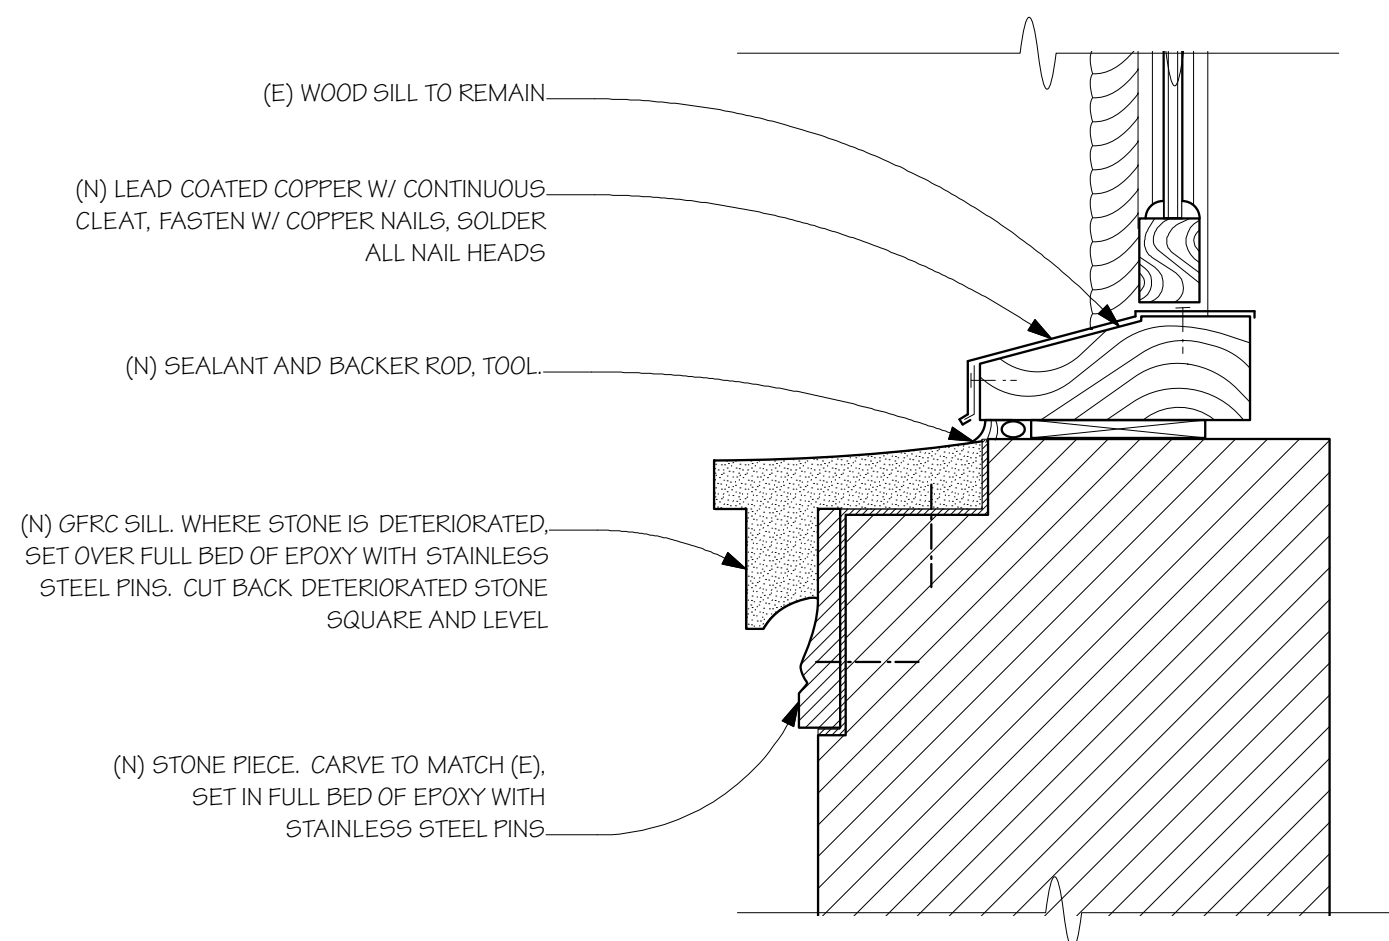 (E) WOOD SILL TO REMAIN
(N) LEAD COATED COPPER W/ CONTINUOUS
CLEAT, FASTEN W/ COPPER NAILS, SOLDER
ALL NAIL HEADS
(N) SEALANT AND BACKER ROD, TOOL.
(N) GFRC SILL. WHERE STONE IS DETERIORATED,
SET OVER FULL BED OF EPOXY WITH STAINLESS
STEEL PINS. CUT BACK DETERIORATED STONE
SQUARE AND LEVEL
(N) STONE PIECE. CARVE TO MATCH (E),
SET IN FULL BED OF EPOXY WITH
STAINLESS STEEL PINS